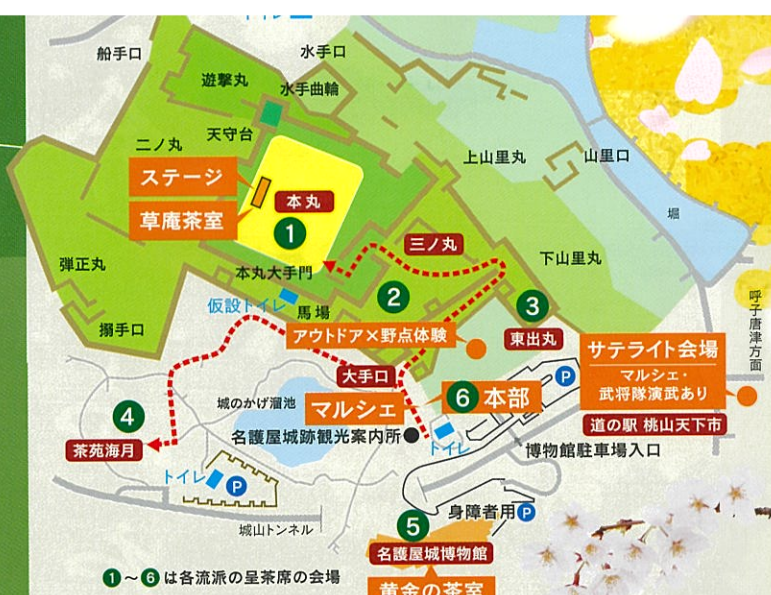 船手口
水手口
遊撃丸
水手曲輪
天守台
二ノ丸
上山里丸
山里口
ステージ
草庵茶室
本丸
1
堀
三ノ丸
下山里丸
弾正丸
本丸大手門
仮設トイレ
馬場
2
3
東出丸
呼子唐津方面
搦手口
アウトドア×野点体験
サテライト会場
マルシェ・
武将隊演武あり
道の駅 桃山天下市
大手口
P
4
茶苑海月
城のかげ溜池
マルシェ
6 本部
名護屋城跡観光案内所
トイレ
博物館駐車場入口
トイレ
P
城山トンネル
身障者用P
5
名護屋城博物館
黄金の茶室
1~6は各流派の呈茶席の会場